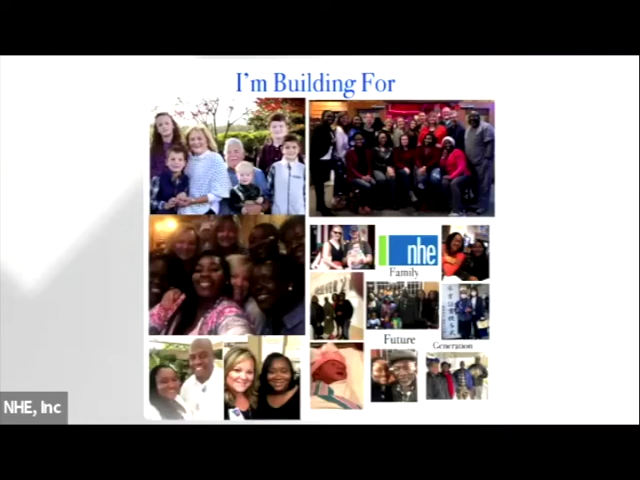 I'm Building For
nhe
Family
Future
Generation
NHE, Inc